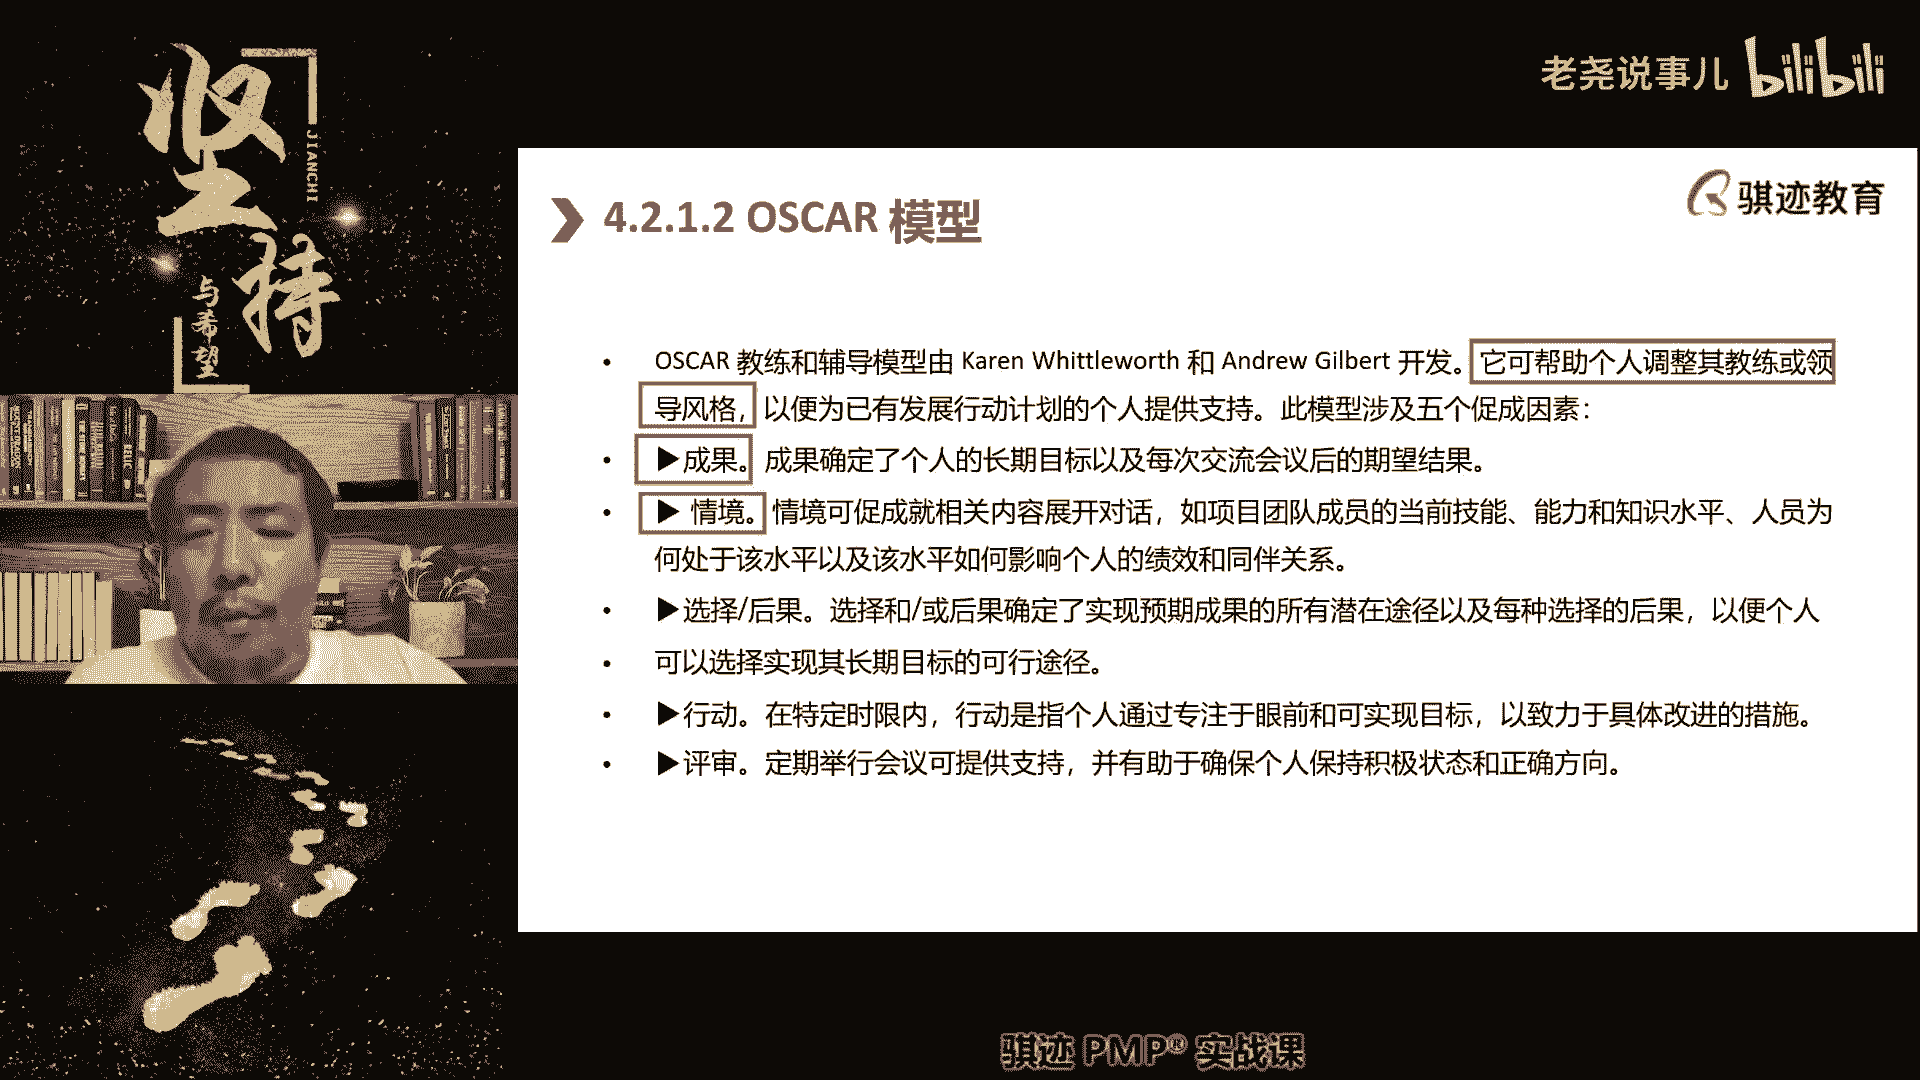 坚持
JIANCHI
与希望
老尧说事儿 bilibili
骐迹教育
4.2.1.2 OSCAR 模型
• OSCAR 教练和辅导模型由 Karen Whittleworth 和 Andrew Gilbert 开发。它可帮助个人调整其教练或领
导风格，以便为已有发展行动计划的个人提供支持。此模型涉及五个促成因素：
• ▶成果。成果确定了个人的长期目标以及每次交流会议后的期望结果。
• ▶ 情境。情境可促成就相关内容展开对话，如项目团队成员的当前技能、能力和知识水平、人员为
何处于该水平以及该水平如何影响个人的绩效和同伴关系。
• ▶选择/后果。选择和/或后果确定了实现预期成果的所有潜在途径以及每种选择的后果，以便个人
• 可以选择实现其长期目标的可行途径。
• ▶行动。在特定时限内，行动是指个人通过专注于眼前和可实现目标，以致力于具体改进的措施。
• ▶评审。定期举行会议可提供支持，并有助于确保个人保持积极状态和正确方向。
骐迹 PMP® 实战课